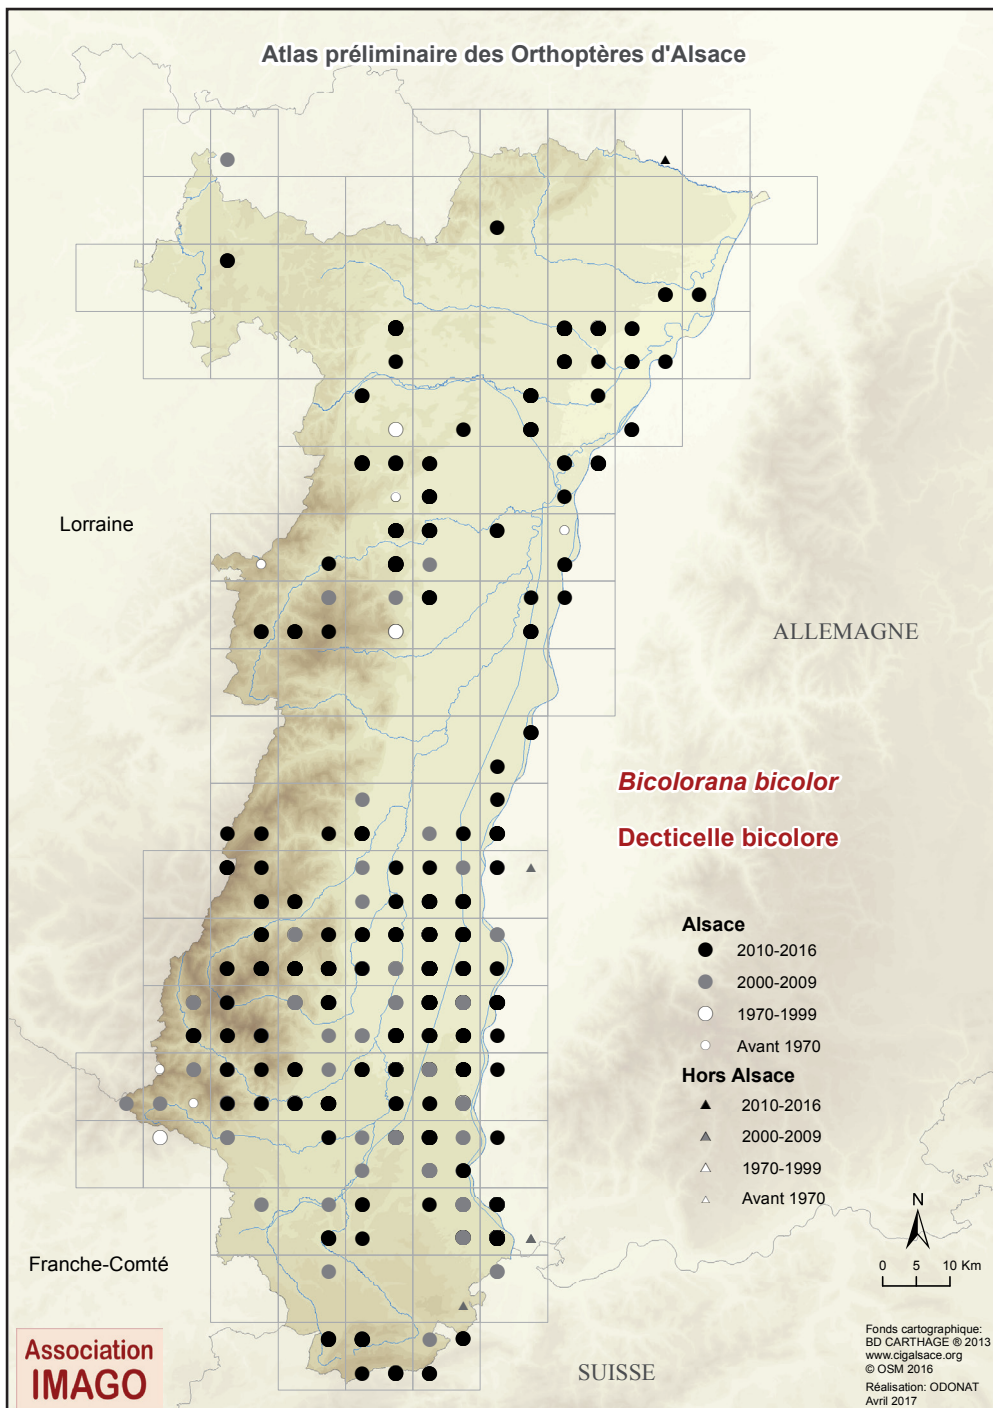 Atlas préliminaire des Orthoptères d'Alsace
Lorraine
ALLEMAGNE
Bicolorana bicolor
Decticelle bicolore
Alsace
2010-2016
2000-2009
1970-1999
Avant 1970
Hors Alsace
2010-2016
2000-2009
1970-1999
Avant 1970
N
0 5 10 Km
Franche-Comté
SUISSE
Association
IMAGO
Fonds cartographique:
BD CARTHAGE ® 2013
www.cigalsace.org
© OSM 2016
Réalisation: ODONAT
Avril 2017